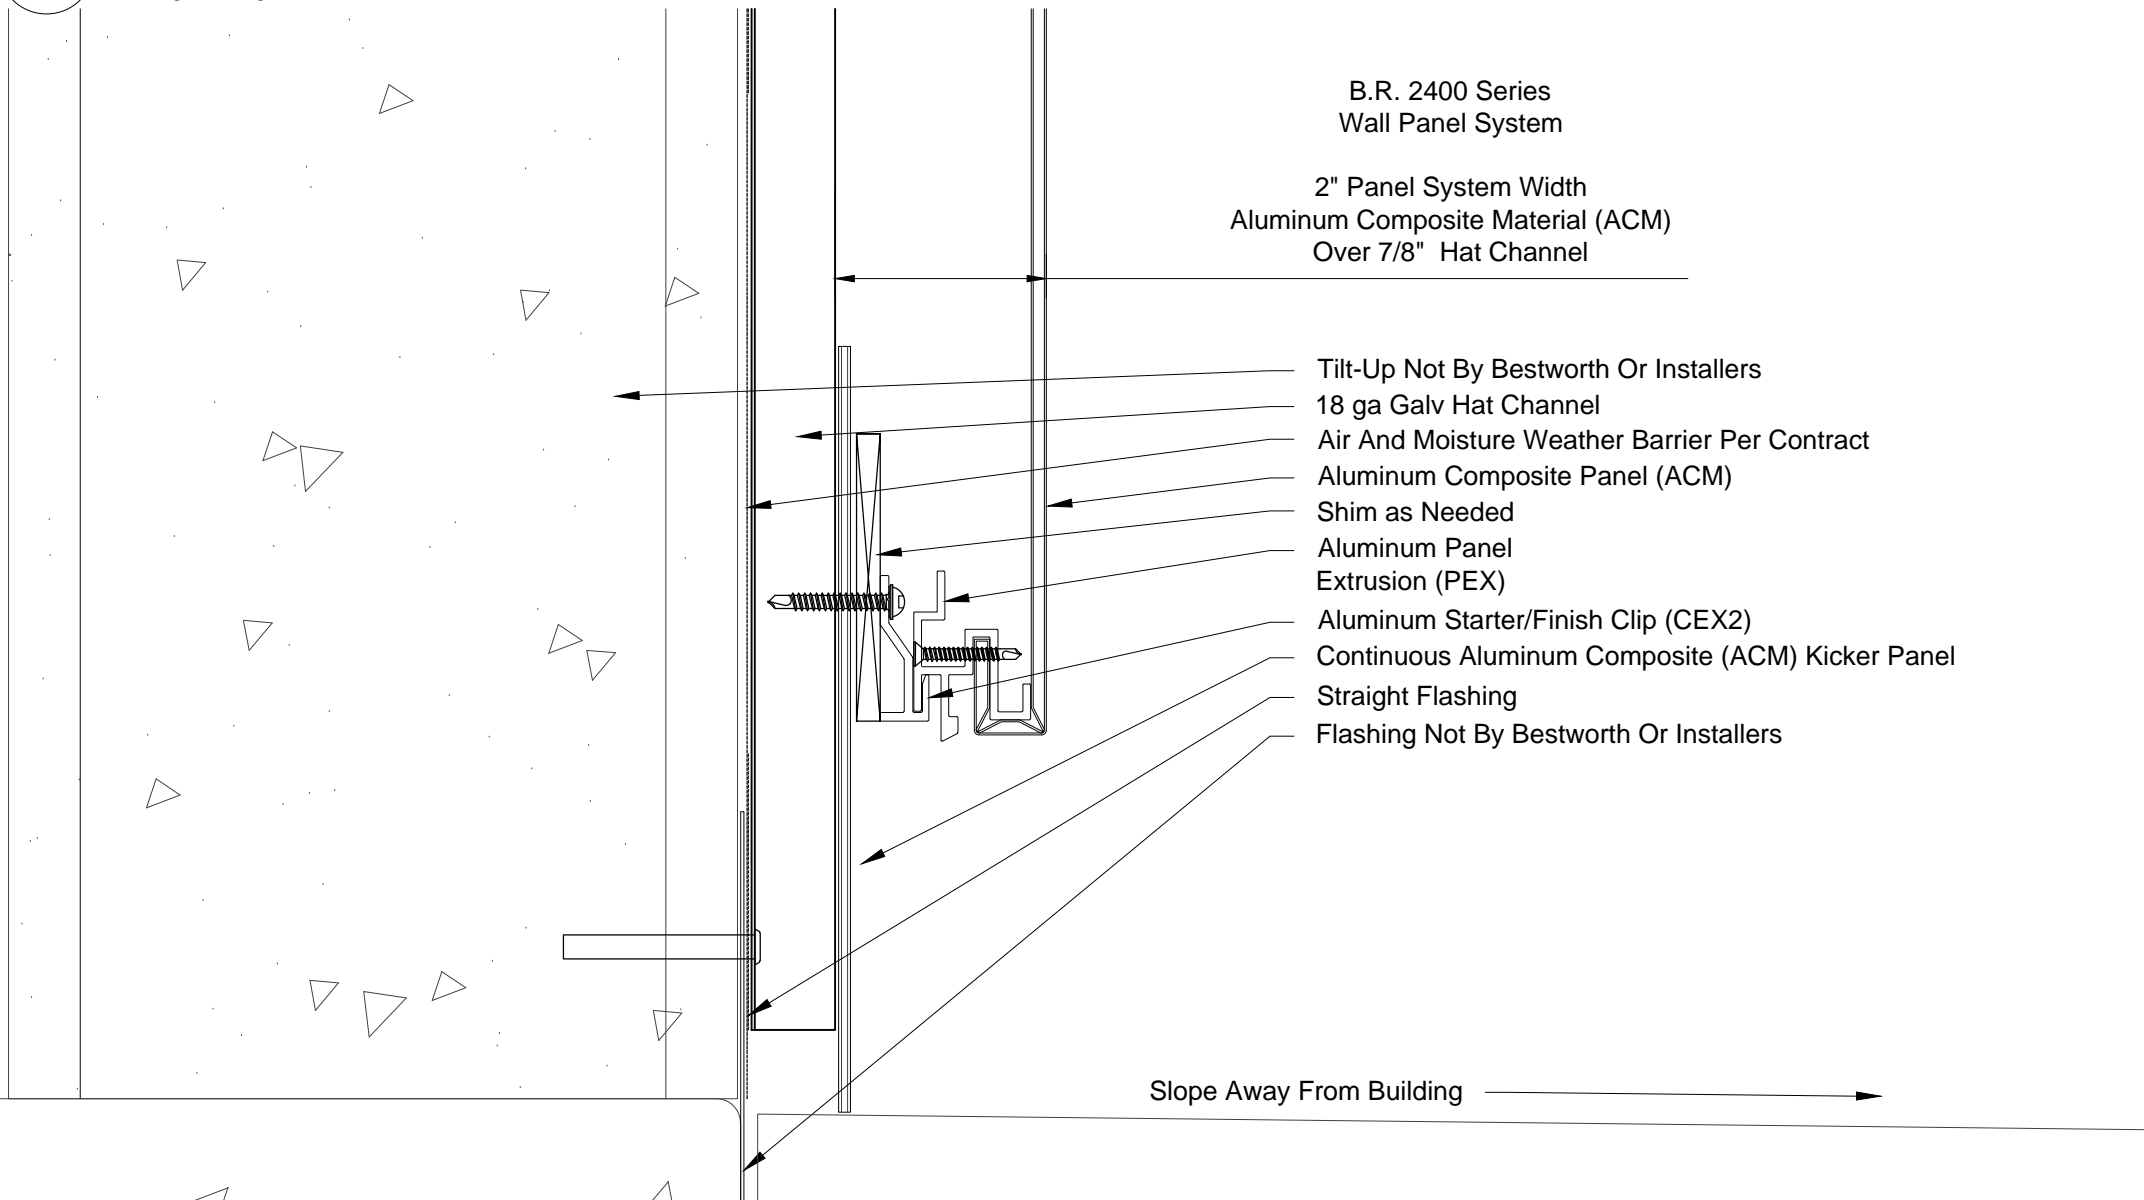 B.R. 2400 Series
Wall Panel System
2" Panel System Width
Aluminum Composite Material (ACM)
Over 7/8" Hat Channel
Tilt-Up Not By Bestworth Or Installers
18 ga Galv Hat Channel
Air And Moisture Weather Barrier Per Contract
Aluminum Composite Panel (ACM)
Shim as Needed
Aluminum Panel
Extrusion (PEX)
Aluminum Starter/Finish Clip (CEX2)
Continuous Aluminum Composite (ACM) Kicker Panel
Straight Flashing
Flashing Not By Bestworth Or Installers
Slope Away From Building